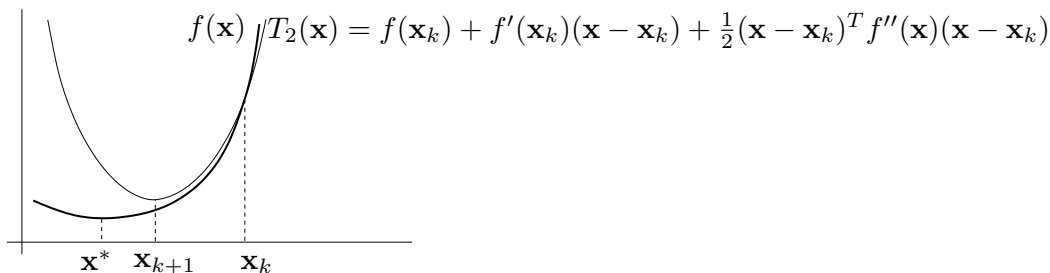 f(x) T₂(x) = f(xₖ) + f′(xₖ)(x − xₖ) + ½(x − xₖ)ᵀ f′′(x)(x − xₖ)
x* xₖ₊₁ xₖ